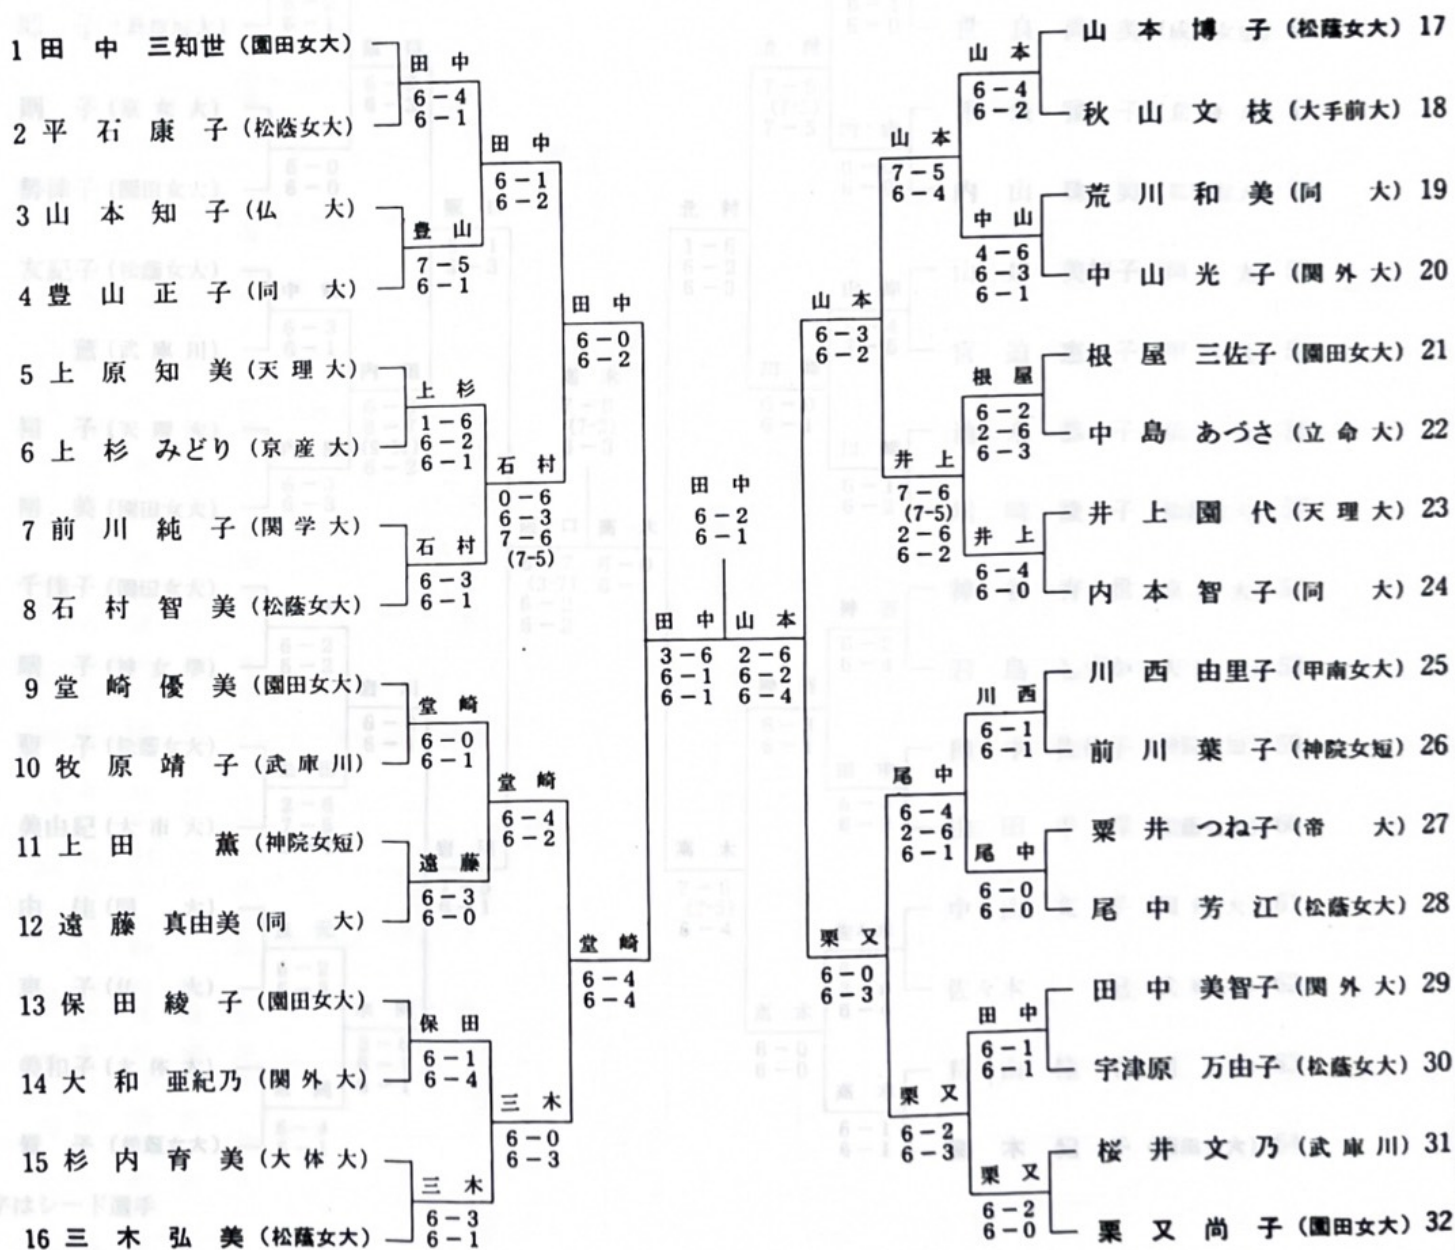 1 田中 三知世 (園田女大)
2 平石康子 (松蔭女大)
3 山本知子 (仏大)
4 豊山正子 (同大)
5 上原知美 (天理大)
6 上杉 みどり (京産大)
7 前川純子 (関学大)
8 石村智美 (松蔭女大)
9 堂崎優美 (園田女大)
10 牧原靖子 (武庫川)
11 上田薫 (神院女短)
12 遠藤 真由美 (同大)
13 保田綾子 (園田女大)
14 大和 亜紀乃 (関外大)
15 杉内育美 (大体大)
16 三木弘美 (松蔭女大)
田中
6-4
6-1
豊山
7-5
6-1
上杉
1-6
6-2
6-1
石村
6-3
6-1
堂崎
6-0
6-1
遠藤
6-3
6-0
保田
6-1
6-4
三木
6-3
6-1
田中
6-1
6-2
石村
0-6
6-3
7-6
(7-5)
堂崎
6-4
6-2
三木
6-0
6-3
田中
6-0
6-2
堂崎
6-4
6-4
田中
3-6
6-1
6-1
田中
6-2
6-1
山本
2-6
6-2
6-4
山本
6-3
6-2
栗又
6-0
6-3
山本
7-5
6-4
井上
7-6
(7-5)
2-6
6-2
尾中
6-4
2-6
6-1
栗又
6-2
6-3
山本
6-4
6-2
中山
4-6
6-3
6-1
根屋
6-2
2-6
6-3
井上
6-4
6-0
川西
6-1
6-1
尾中
6-0
6-0
田中
6-1
6-1
栗又
6-2
6-0
山本博子 (松蔭女大) 17
秋山文枝 (大手前大) 18
荒川和美 (同大) 19
中山光子 (関外大) 20
根屋 三佐子 (園田女大) 21
中島 あづさ (立命大) 22
井上園代 (天理大) 23
内本智子 (同大) 24
川西 由里子 (甲南女大) 25
前川葉子 (神院女短) 26
粟井 つね子 (帝大) 27
尾中芳江 (松蔭女大) 28
田中 美智子 (関外大) 29
宇津原 万由子 (松蔭女大) 30
桜井文乃 (武庫川) 31
栗又尚子 (園田女大) 32